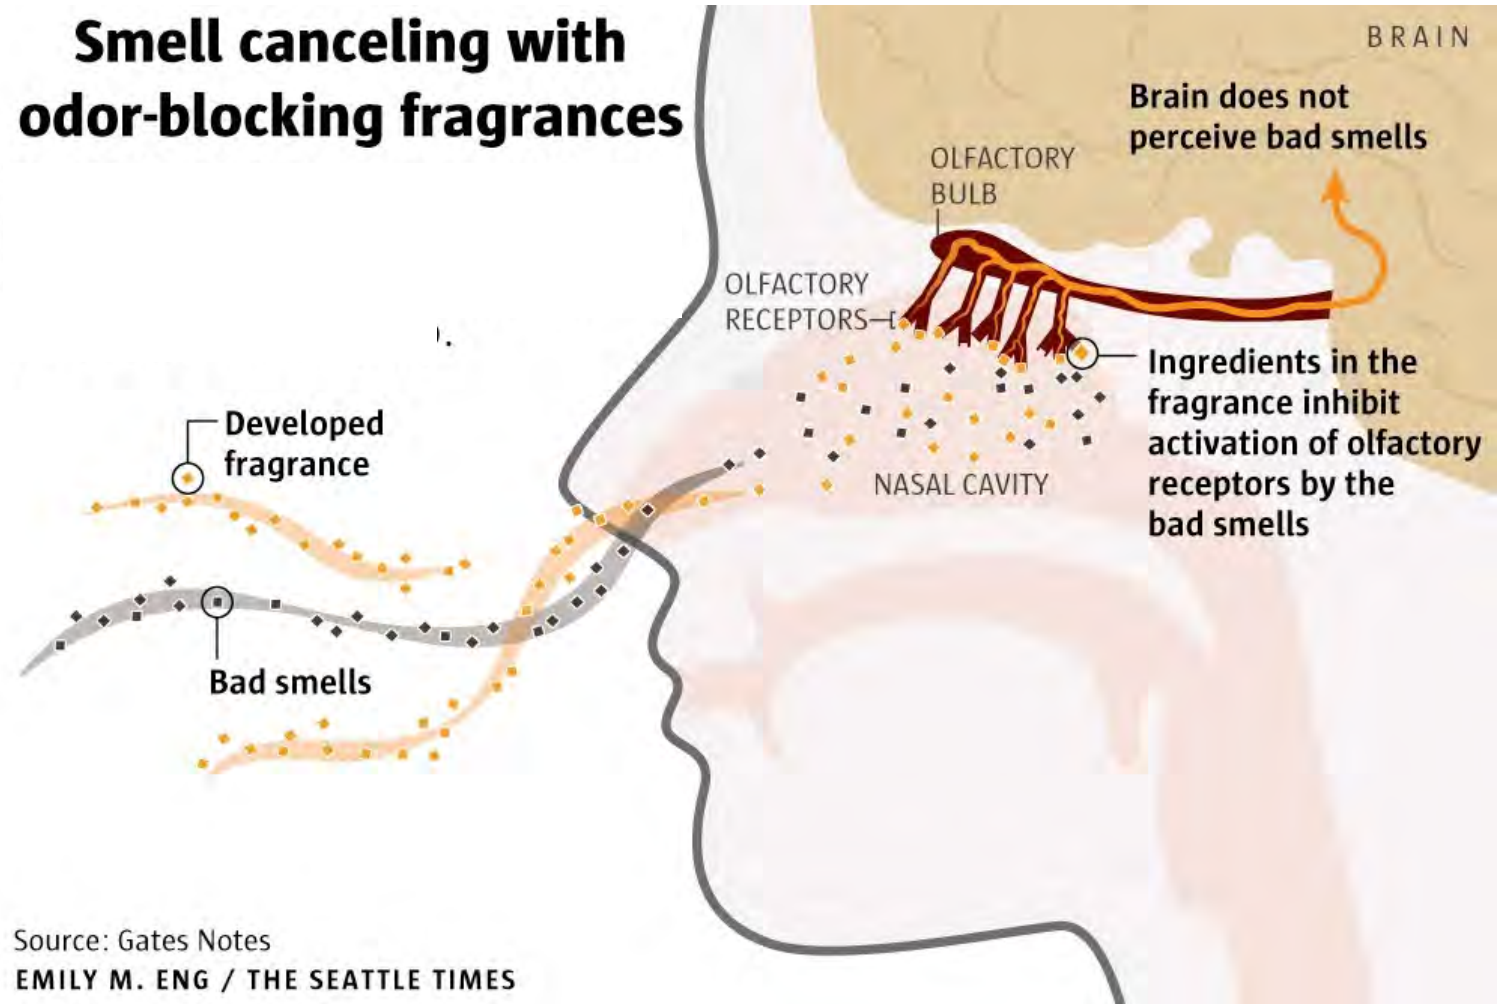 Smell canceling with
odor-blocking fragrances
BRAIN
Brain does not
perceive bad smells
OLFACTORY
BULB
OLFACTORY
RECEPTORS
Ingredients in the
fragrance inhibit
activation of olfactory
receptors by the
bad smells
NASAL CAVITY
Developed
fragrance
Bad smells
Source: Gates Notes
EMILY M. ENG / THE SEATTLE TIMES